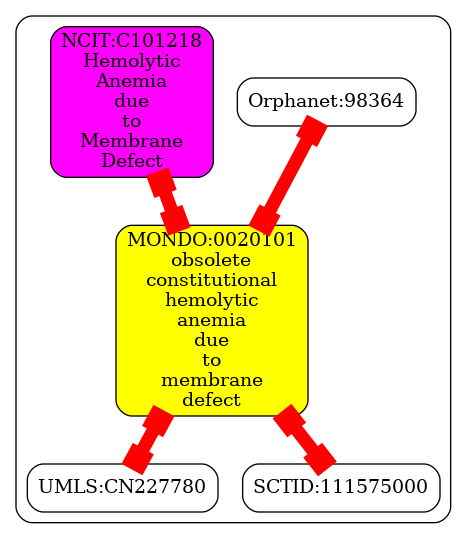 NCIT:C101218
Hemolytic
Anemia
due
to
Membrane
Defect
Orphanet:98364
MONDO:0020101
obsolete
constitutional
hemolytic
anemia
due
to
membrane
defect
UMLS:CN227780
SCTID:111575000